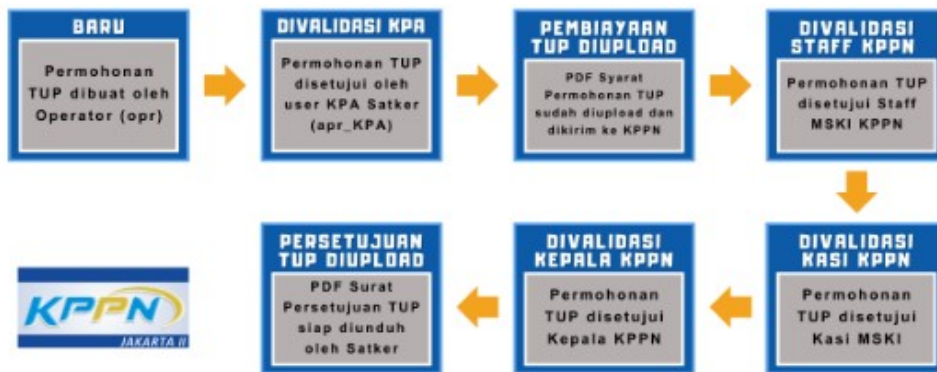 BARU
Permohonan
TUP dibuat oleh
Operator (opr)
DIVALIDASI KPA
Permohonan TUP
disetujui oleh
user KPA Satker
(apr_KPA)
PEMBIAYAAN
TUP DIUPLOAD
PDF Syarat
Permohonan TUP
sudah diupload dan
dikirim ke KPPN
DIVALIDASI
STAFF KPPN
Permohonan TUP
disetujui Staff
MSKI KPPN
DIVALIDASI
KASI KPPN
Permohonan
TUP disetujui
Kasi MSKI
DIVALIDASI
KEPALA KPPN
Permohonan
TUP disetujui
Kepala KPPN
PERSETUJUAN
TUP DIUPLOAD
PDF Surat
Persetujuan TUP
siap diunduh
oleh Satker
KPPN
JAKARTA II